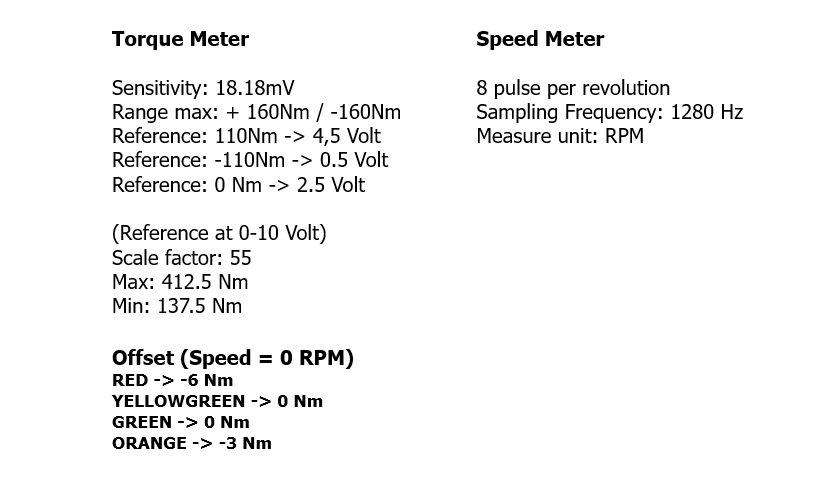 Torque Meter
Sensitivity: 18.18mV
Range max: + 160Nm / -160Nm
Reference: 110Nm -> 4,5 Volt
Reference: -110Nm -> 0.5 Volt
Reference: 0 Nm -> 2.5 Volt
(Reference at 0-10 Volt)
Scale factor: 55
Max: 412.5 Nm
Min: 137.5 Nm
Offset (Speed = 0 RPM)
RED -> -6 Nm
YELLOWGREEN -> 0 Nm
GREEN -> 0 Nm
ORANGE -> -3 Nm
Speed Meter
8 pulse per revolution
Sampling Frequency: 1280 Hz
Measure unit: RPM